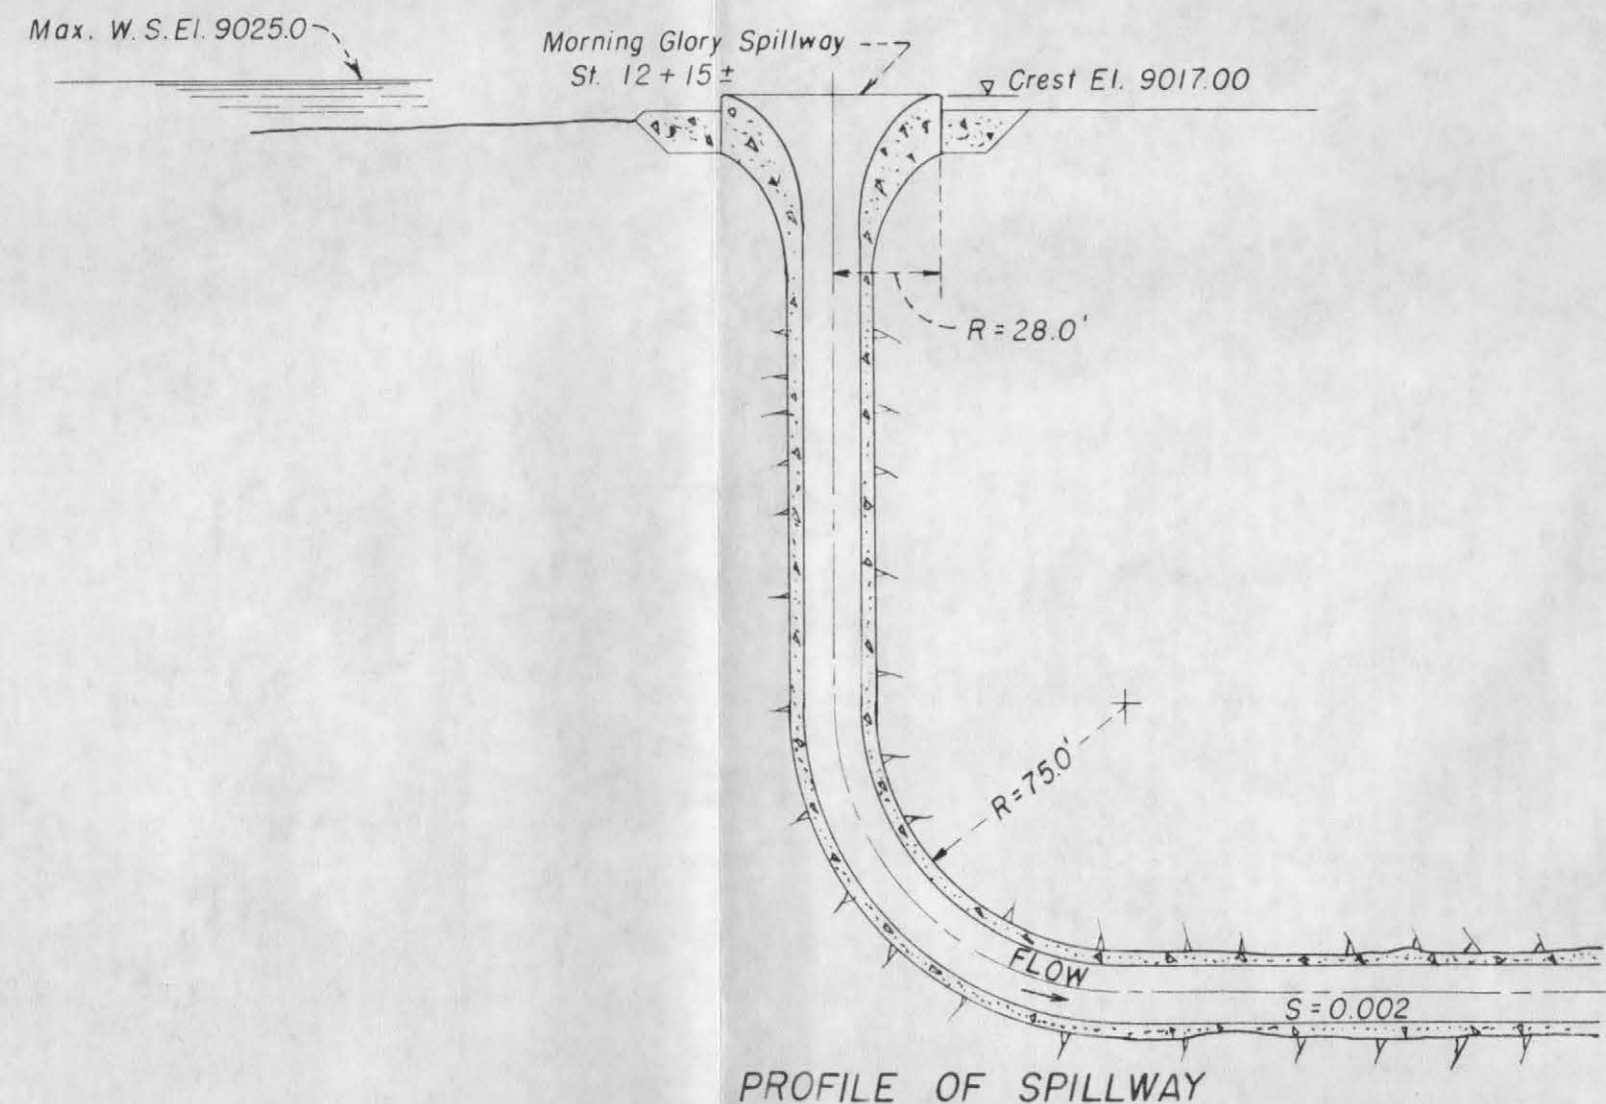 Max. W.S. El. 9025.0
Morning Glory Spillway
St. 12 + 15 ±
Crest El. 9017.00
R = 28.0'
R = 75.0'
FLOW
S = 0.002
PROFILE OF SPILLWAY